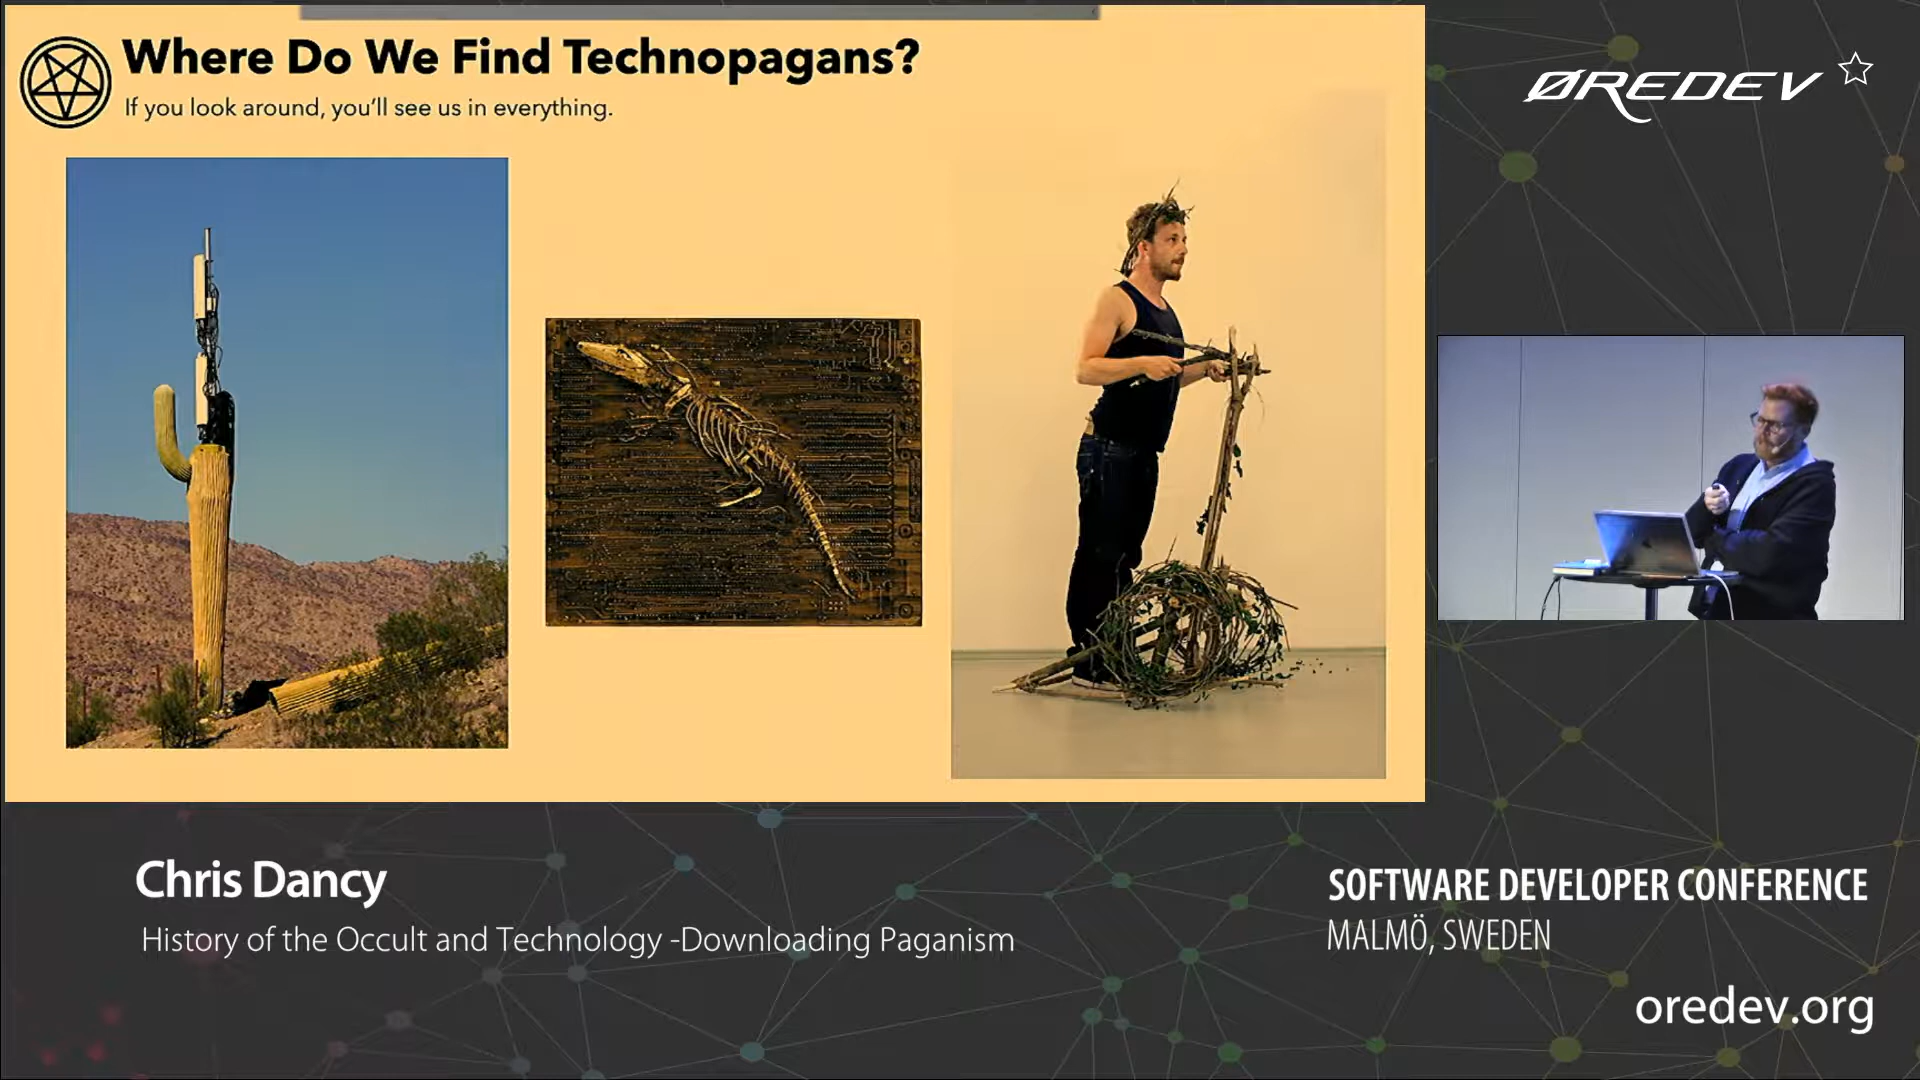 Where Do We Find Technopagans?
If you look around, you'll see us in everything.
ØREDEV
Chris Dancy
History of the Occult and Technology -Downloading Paganism
SOFTWARE DEVELOPER CONFERENCE
MALMÖ, SWEDEN
oredev.org